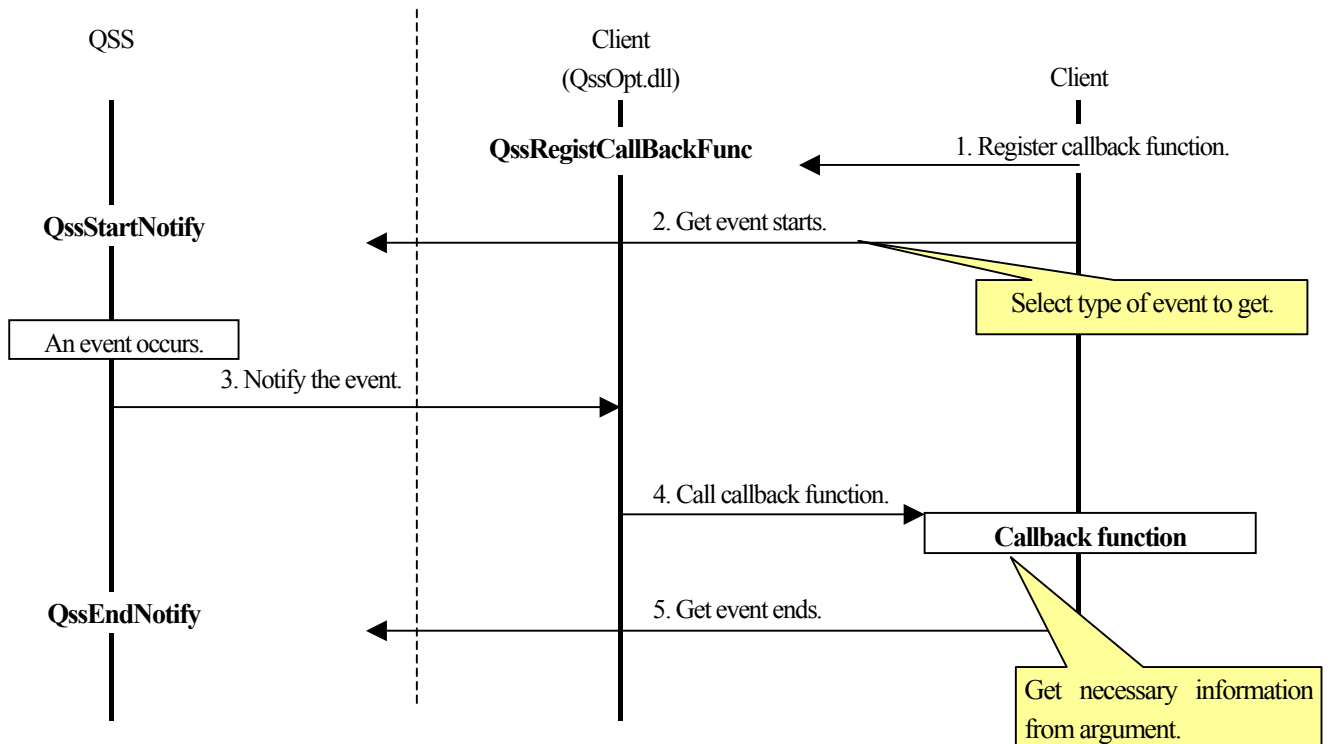 QSS
Client
(QssOpt.dll)
Client
QssRegistCallBackFunc
1. Register callback function.
QssStartNotify
2. Get event starts.
Select type of event to get.
An event occurs.
3. Notify the event.
4. Call callback function.
Callback function
QssEndNotify
5. Get event ends.
Get necessary information
from argument.